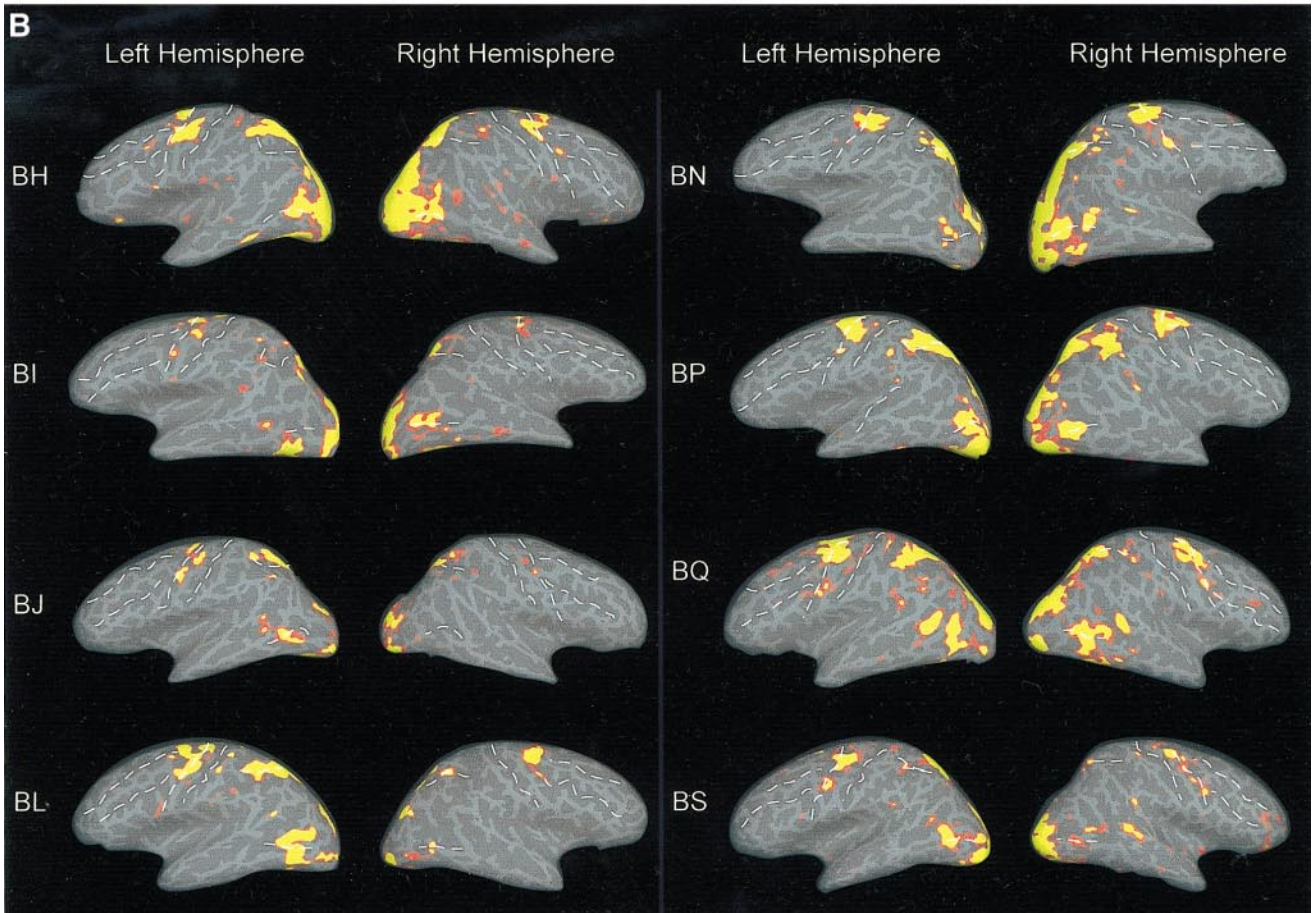 B
Left Hemisphere Right Hemisphere Left Hemisphere Right Hemisphere
BH BN
BI BP
BJ BQ
BL BS